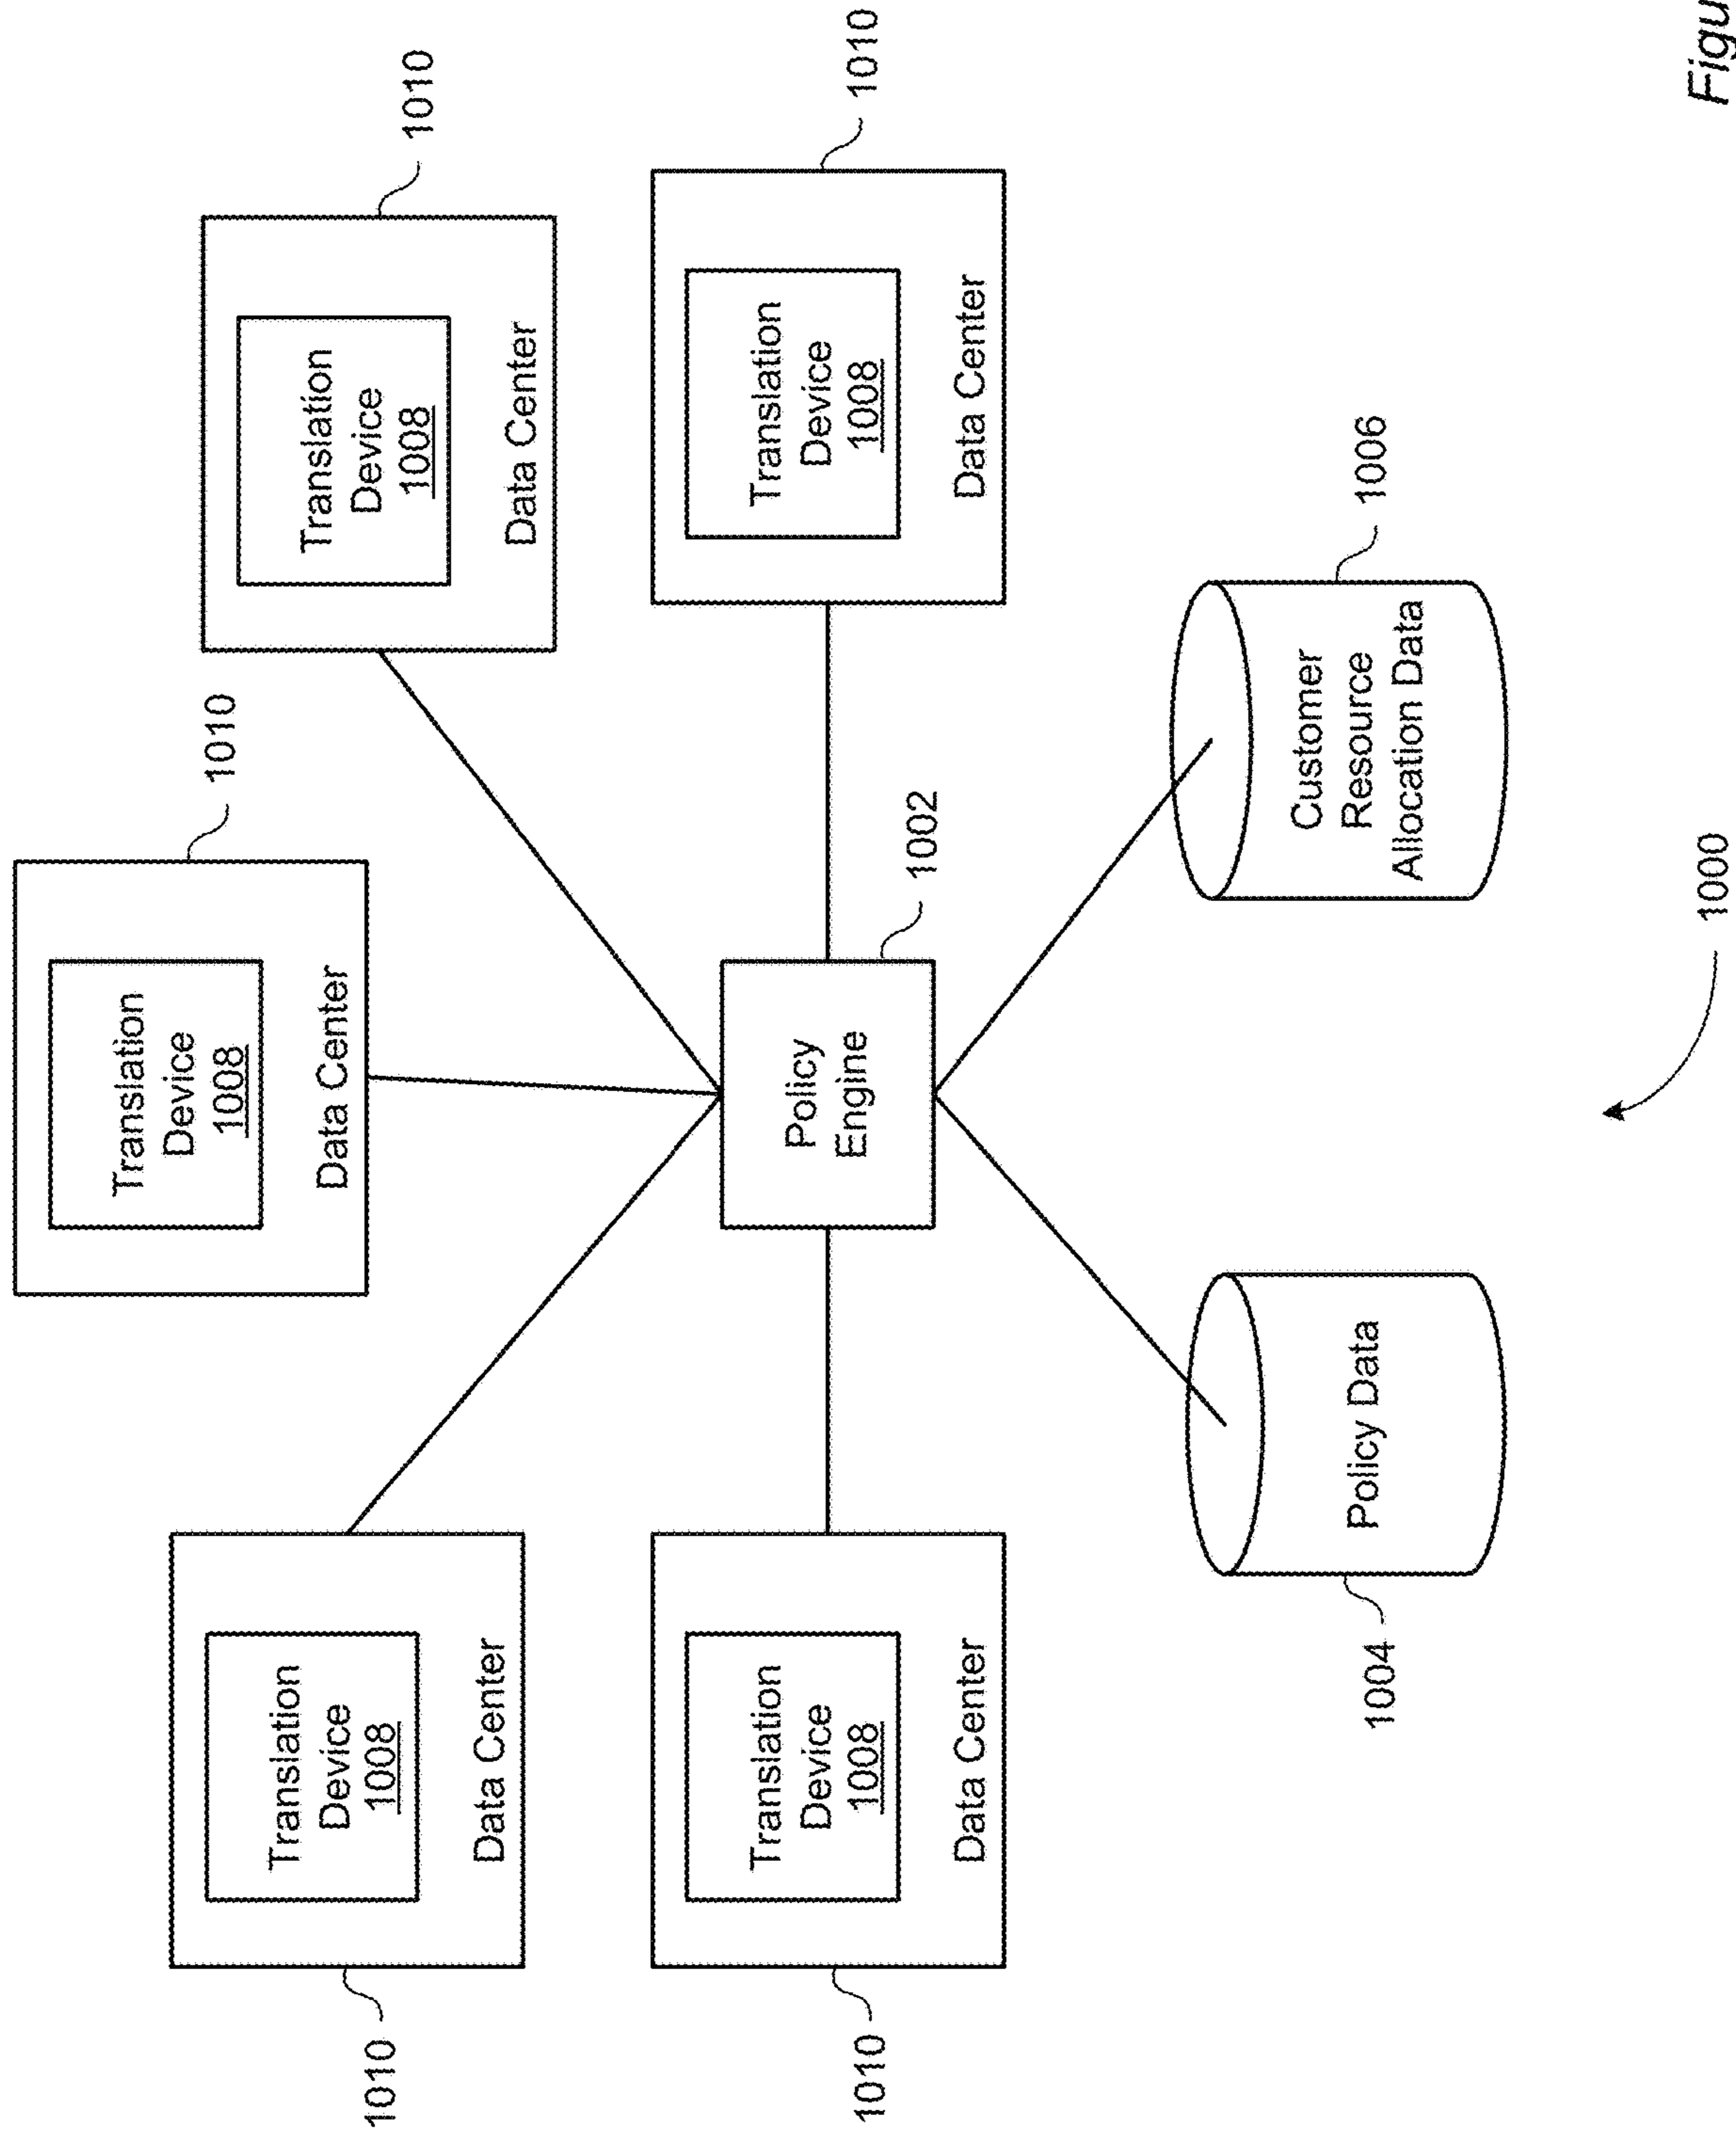 Translation
Device
1008
Data Center
1010
Translation
Device
1008
Data Center
1010
Translation
Device
1008
Data Center
1010
Translation
Device
1008
Data Center
1010
Policy
Engine
1002
Translation
Device
1008
Data Center
1010
Policy Data
1004
Customer
Resource
Allocation Data
1006
1000
Figu